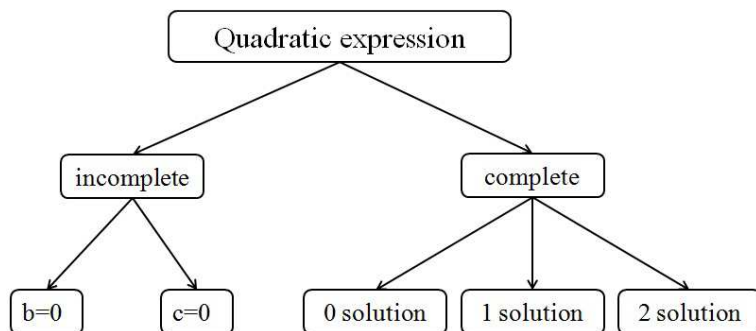 Quadratic expression
incomplete
complete
b=0
c=0
0 solution
1 solution
2 solution